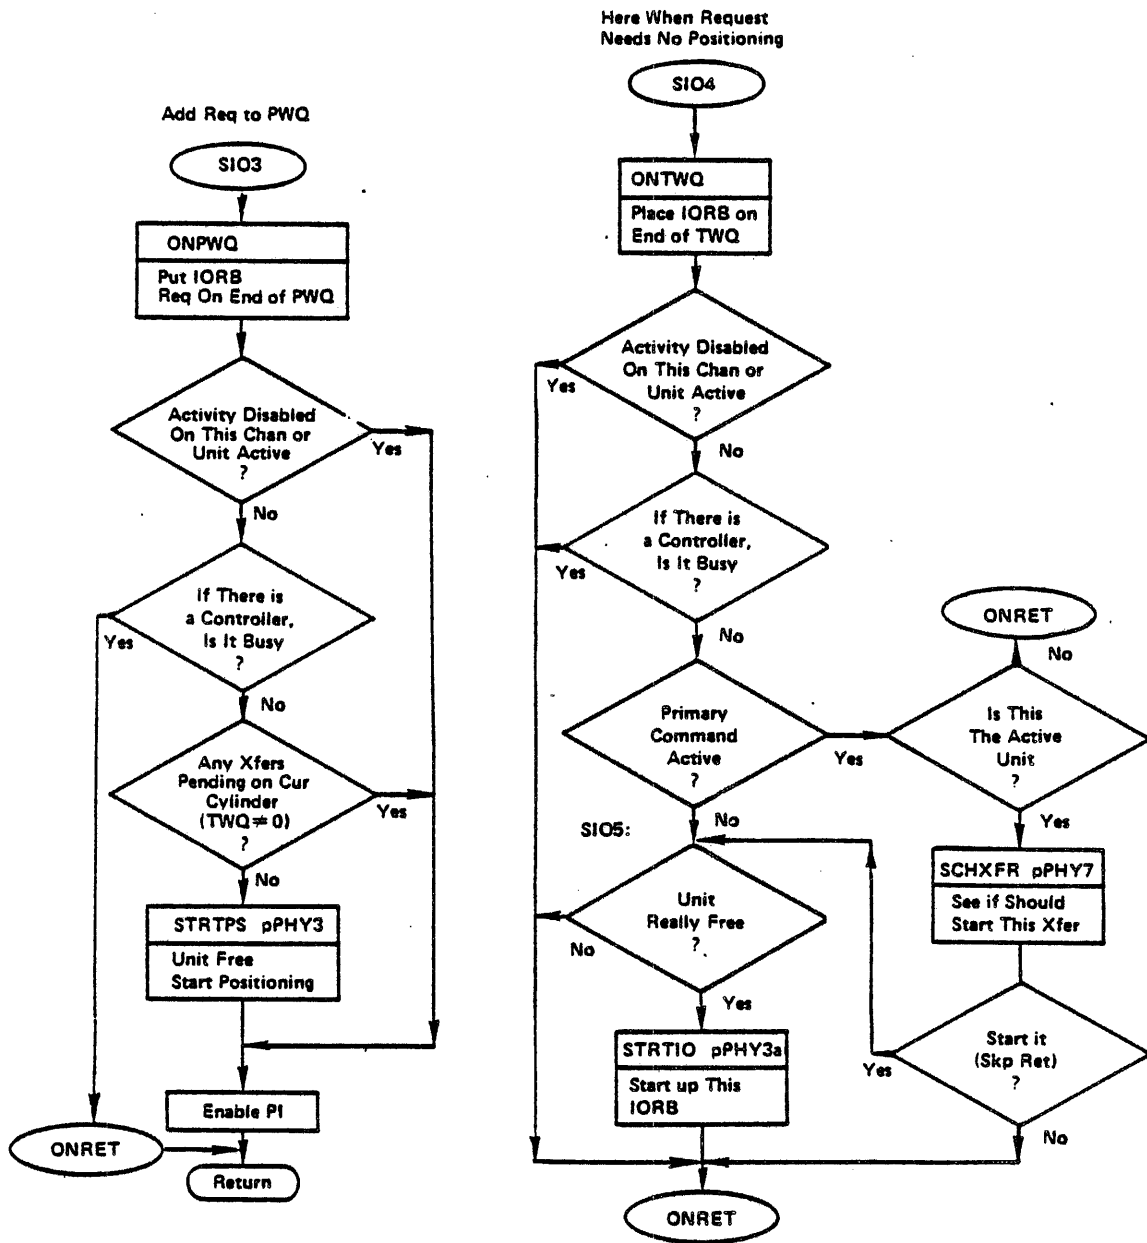 Add Req to PWQ
SIO3
ONPWQ
Put IORB
Req On End of PWQ
Activity Disabled
On This Chan or
Unit Active
?
Yes
No
If There is
a Controller,
Is It Busy
?
Yes
No
Any Xfers
Pending on Cur
Cylinder
(TWQ≠0)
?
Yes
No
STRTPS pPHY3
Unit Free
Start Positioning
Enable PI
ONRET
Return
Here When Request
Needs No Positioning
SIO4
ONTWQ
Place IORB on
End of TWQ
Activity Disabled
On This Chan or
Unit Active
?
Yes
No
If There is
a Controller,
Is It Busy
?
Yes
No
Primary
Command
Active
?
Yes
No
SIO5:
Unit
Really Free
?
No
Yes
STRTIO pPHY3a
Start up This
IORB
ONRET
ONRET
No
Is This
The Active
Unit
?
Yes
SCHXFR pPHY7
See if Should
Start This Xfer
Start it
(Skp Ret)
?
Yes
No